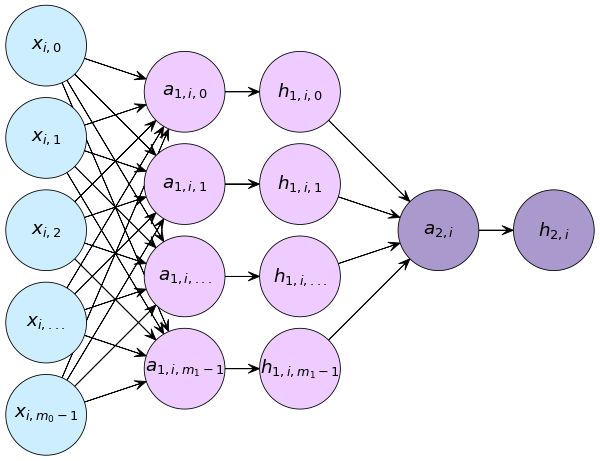 x_{i,0}
x_{i,1}
x_{i,2}
x_{i,...}
x_{i,m_0-1}
a_{1,i,0}
a_{1,i,1}
a_{1,i,...}
a_{1,i,m_1-1}
h_{1,i,0}
h_{1,i,1}
h_{1,i,...}
h_{1,i,m_1-1}
a_{2,i}
h_{2,i}